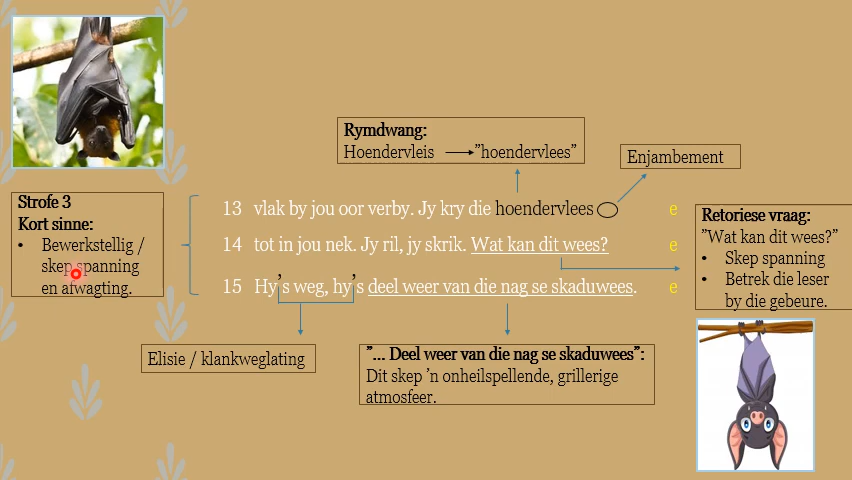 Rymdwang:
Hoendervleis → ”hoendervlees”
Enjambement
Strofe 3
Kort sinne:
• Bewerkstellig /
skep spanning
en afwagting.
13 vlak by jou oor verby. Jy kry die hoendervlees e
14 tot in jou nek. Jy ril, jy skrik. Wat kan dit wees? e
15 Hy’s weg, hy’s deel weer van die nag se skaduwees. e
Retoriese vraag:
”Wat kan dit wees?”
• Skep spanning
• Betrek die leser
by die gebeure.
Elisie / klankweglating
”... Deel weer van die nag se skaduwees”:
Dit skep ’n onheilspellende, grillerige
atmosfeer.